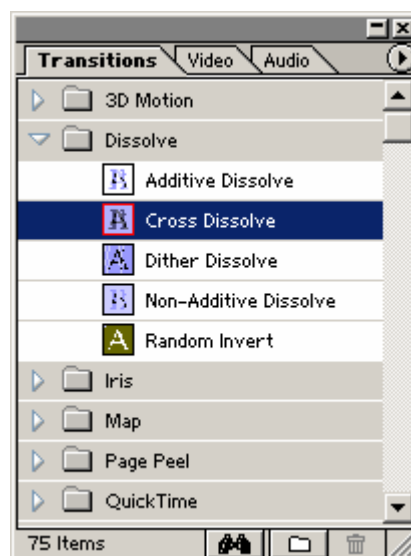 Transitions Video Audio
3D Motion
Dissolve
Additive Dissolve
Cross Dissolve
Dither Dissolve
Non-Additive Dissolve
Random Invert
Iris
Map
Page Peel
QuickTime
75 Items